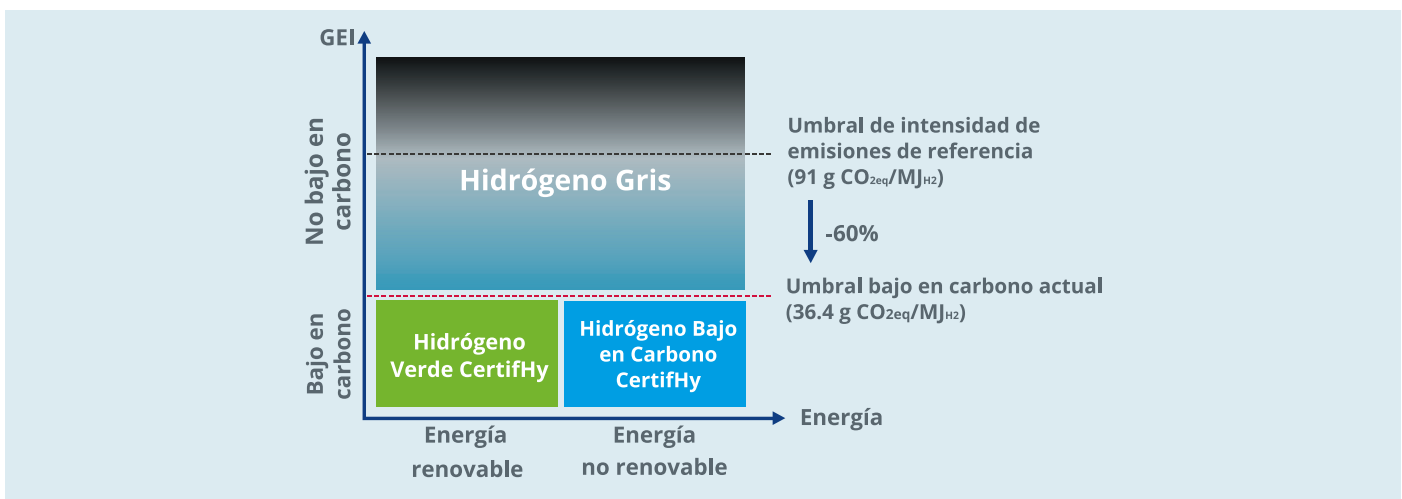 GEI
No bajo en
carbono
Bajo en
carbono
Hidrógeno Gris
Hidrógeno
Verde CertifHy
Hidrógeno Bajo
en Carbono
CertifHy
Umbral de intensidad de
emisiones de referencia
(91 g CO2eq/MJH2)
-60%
Umbral bajo en carbono actual
(36.4 g CO2eq/MJH2)
Energía
Energía
renovable
Energía
no renovable